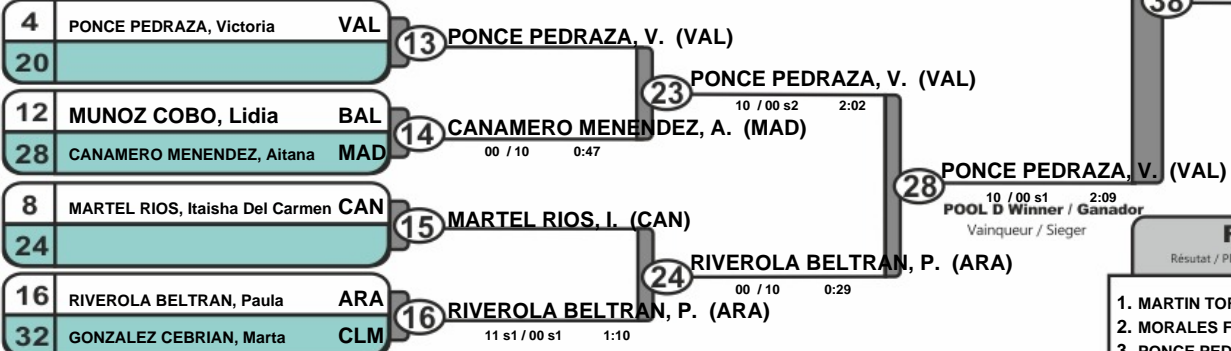 38
4 PONCE PEDRAZA, Victoria VAL
20
13 PONCE PEDRAZA, V. (VAL)
12 MUNOZ COBO, Lidia BAL
28 CANAMERO MENENDEZ, Aitana MAD
14 CANAMERO MENENDEZ, A. (MAD)
00 / 10 0:47
23 PONCE PEDRAZA, V. (VAL)
10 / 00 s2 2:02
8 MARTEL RIOS, Itaisha Del Carmen CAN
24
15 MARTEL RIOS, I. (CAN)
16 RIVEROLA BELTRAN, Paula ARA
32 GONZALEZ CEBRIAN, Marta CLM
16 RIVEROLA BELTRAN, P. (ARA)
11 s1 / 00 s1 1:10
24 RIVEROLA BELTRAN, P. (ARA)
00 / 10 0:29
28 PONCE PEDRAZA, V. (VAL)
10 / 00 s1 2:09
POOL D Winner / Ganador
Vainqueur / Sieger
Résutat /
1. MARTIN
2. MORALES
3. PONCE